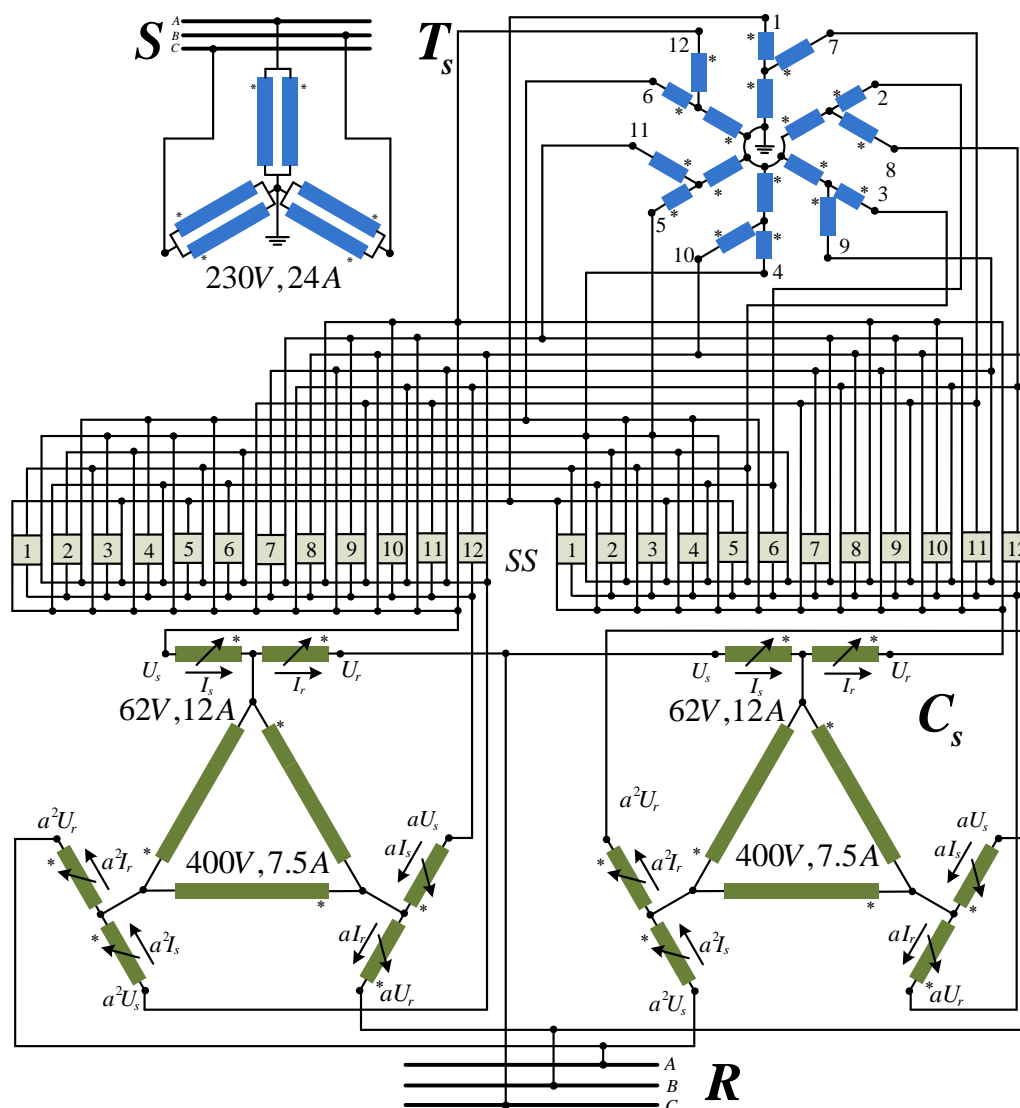 A
B
C
S
T_s
* *
* *
* *
230V,24A
1
7
12
6
2
11
8
3
5
10
9
4
1 2 3 4 5 6 7 8 9 10 11 12
SS
1 2 3 4 5 6 7 8 9 10 11 12
U_s * * U_r
I_s I_r
62V,12A
U_s * * U_r
I_s I_r
62V,12A
C_s
a²U_r
a²I_r
aU_s
aI_s
400V,7.5A
a²I_s
aI_r
a²U_s
aU_r
a²U_r
a²I_r
aU_s
aI_s
400V,7.5A
a²I_s
aI_r
a²U_s
aU_r
A
B
C
R